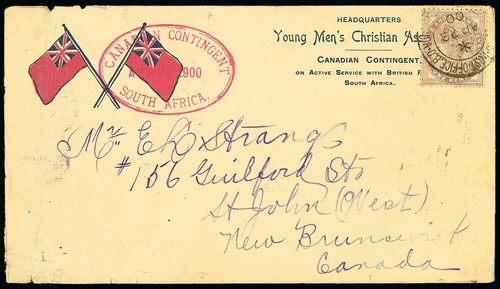 HEADQUARTERS
Young Men's Christian As
CANADIAN CONTINGENT,
ON ACTIVE SERVICE WITH BRITISH F
SOUTH AFRICA.
CANADIAN CONTINGENT
1900
SOUTH AFRICA.
Mr. E Strang
#156 Guilford St
St John (West)
New Brunswick
Canada